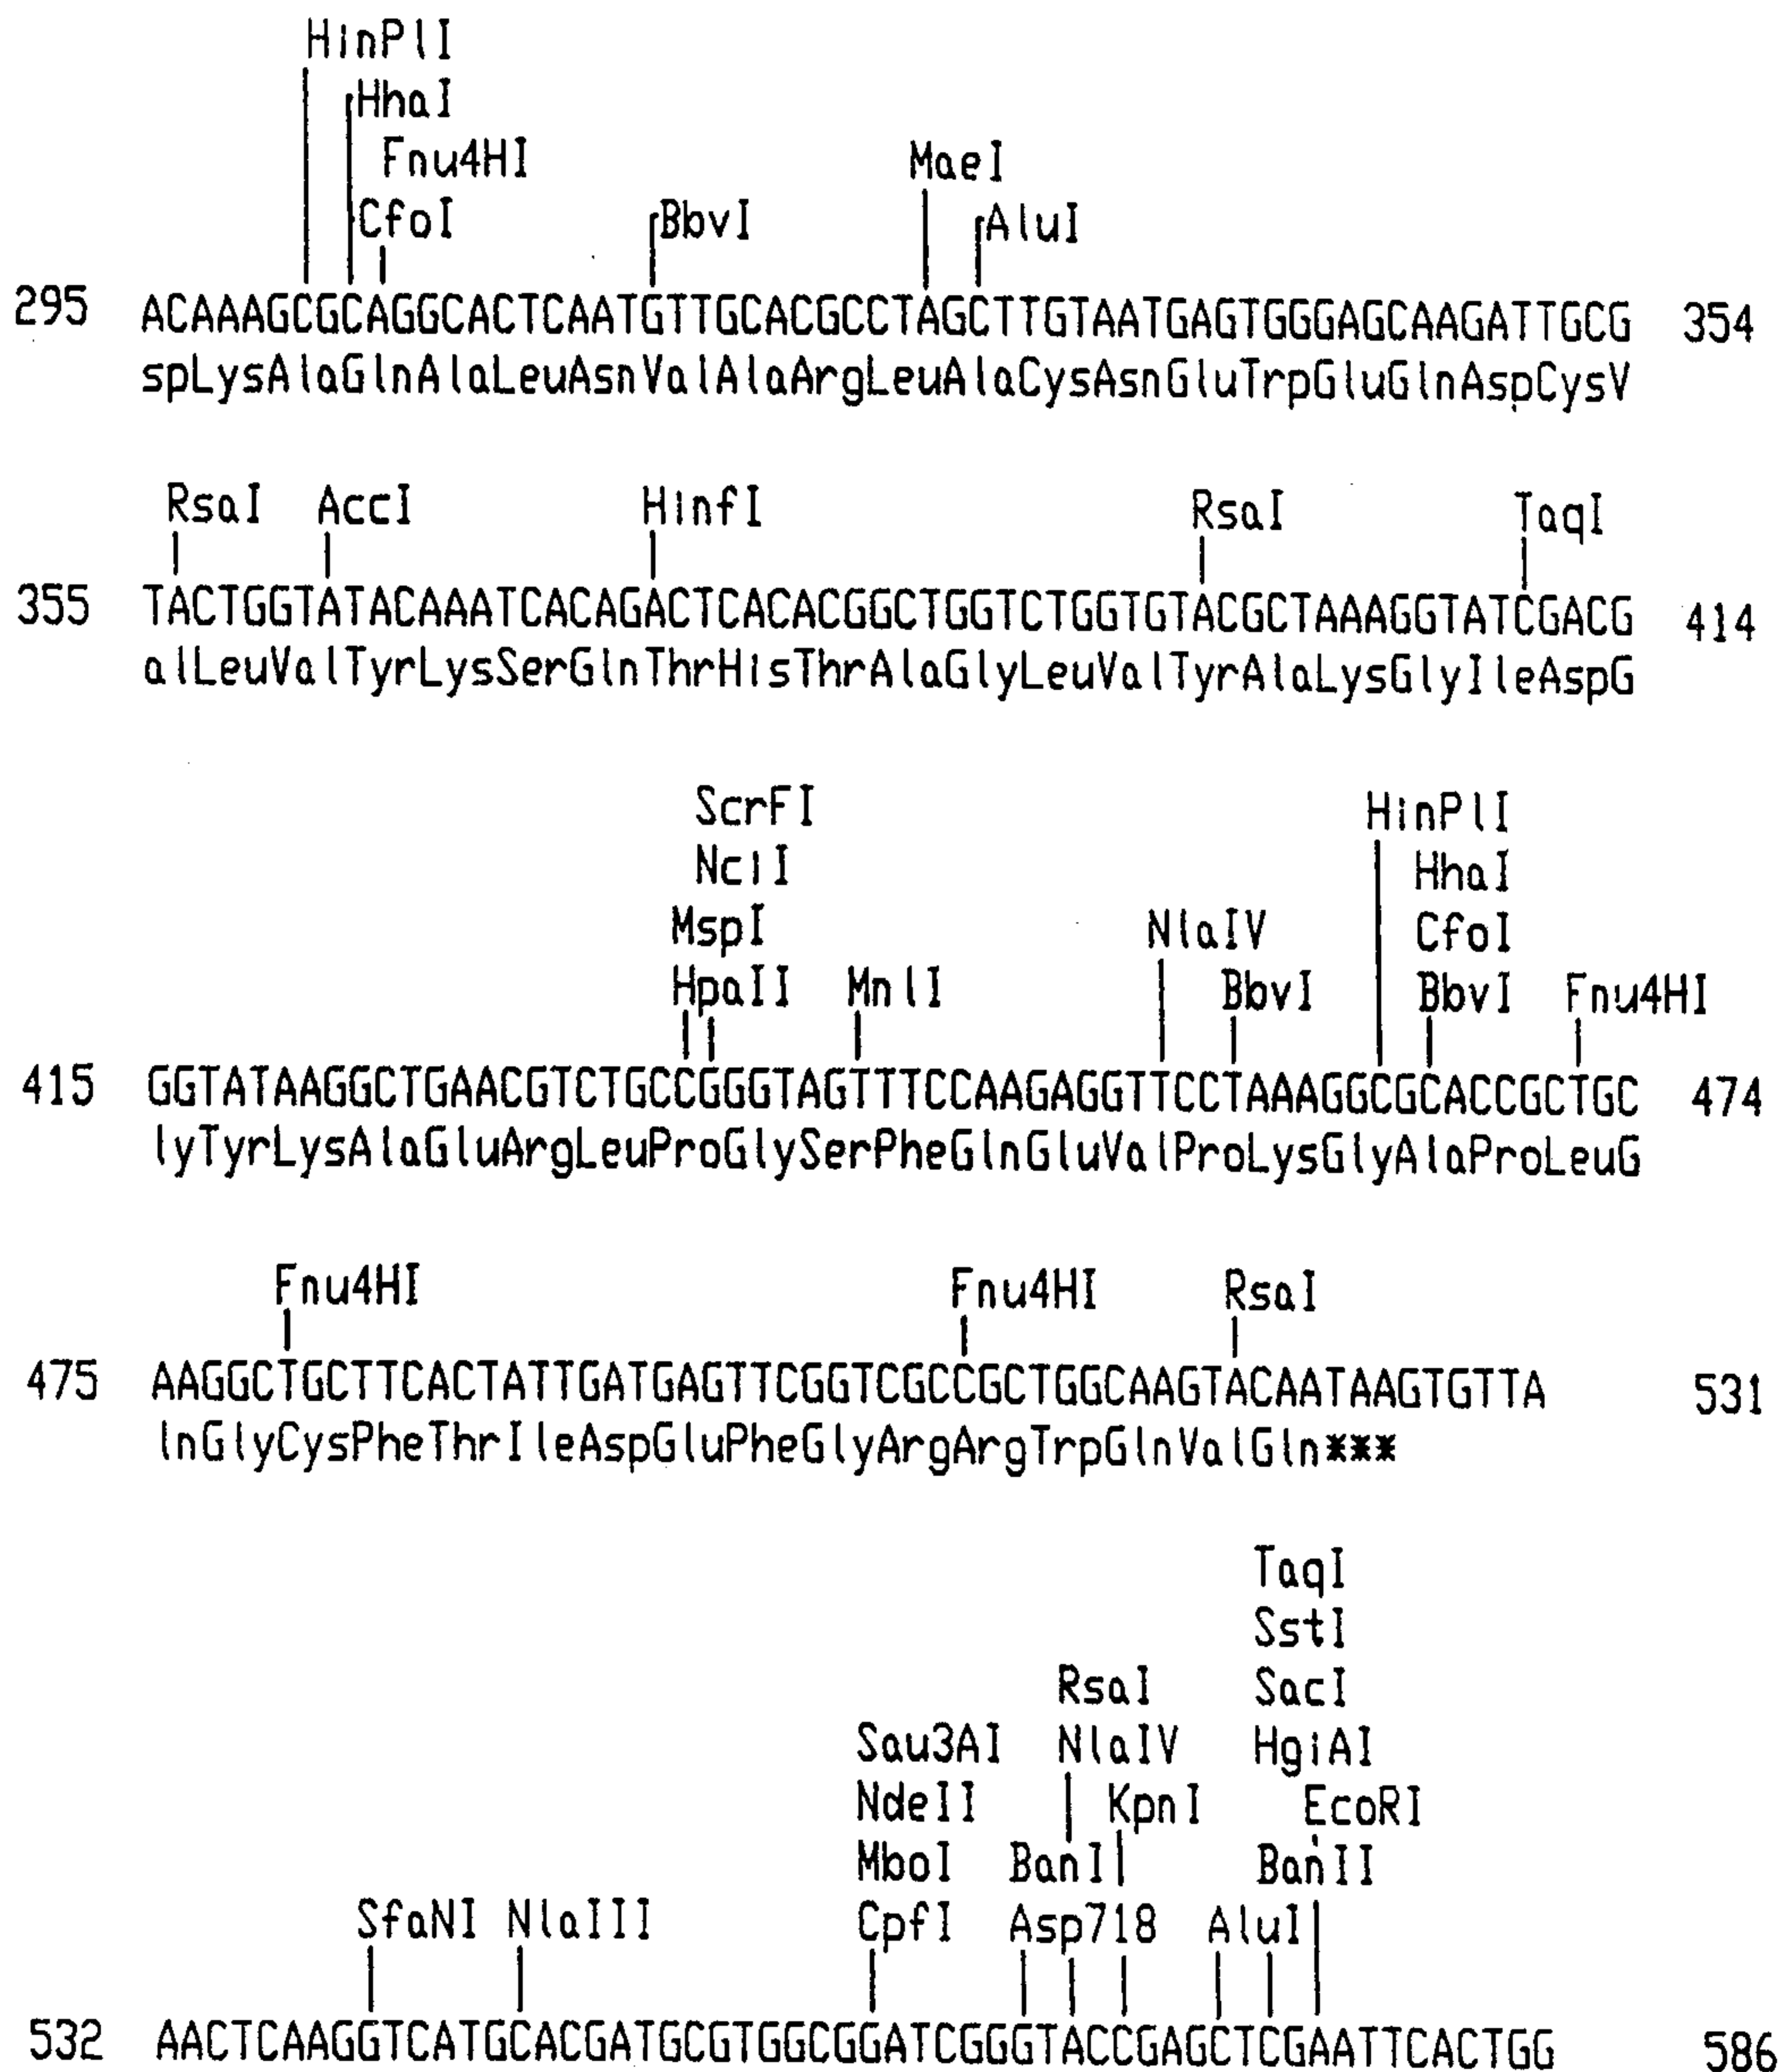 HinPlI
HhaI
Fnu4HI MaeI
CfoI BbvI AluI
295 ACAAAGCGCAGGCACTCAATGTTGCACGCCTAGCTTGTAATGAGTGGGAGCAAGATTGCG 354
spLysAlaGlnAlaLeuAsnValAlaArgLeuAlaCysAsnGluTrpGluGlnAspCysV
RsaI AccI HinfI RsaI TaqI
355 TACTGGTATACAAATCACAGACTCACACGGCTGGTCTGGTGTACGCTAAAGGTATCGACG 414
alLeuValTyrLysSerGlnThrHisThrAlaGlyLeuValTyrAlaLysGlyIleAspG
ScrFI HinPlI
NciI HhaI
MspI NlaIV CfoI
HpaII MnlI BbvI BbvI Fnu4HI
415 GGTATAAGGCTGAACGTCTGCCGGGTAGTTTCCAAGAGGTTCCTAAAGGCGCACCGCTGC 474
lyTyrLysAlaGluArgLeuProGlySerPheGlnGluValProLysGlyAlaProLeuG
Fnu4HI Fnu4HI RsaI
475 AAGGCTGCTTCACTATTGATGAGTTCGGTCGCCGCTGGCAAGTACAATAAGTGTTA 531
lnGlyCysPheThrIleAspGluPheGlyArgArgTrpGlnValGln***
TaqI
SstI
RsaI SacI
Sau3AI NlaIV HgiAI
NdeII KpnI EcoRI
MboI BanI BanII
SfaNI NlaIII CpfI Asp718 AluI
532 AACTCAAGGTCATGCACGATGCGTGGCGGATCGGGTACCGAGCTCGAATTCACTGG 586